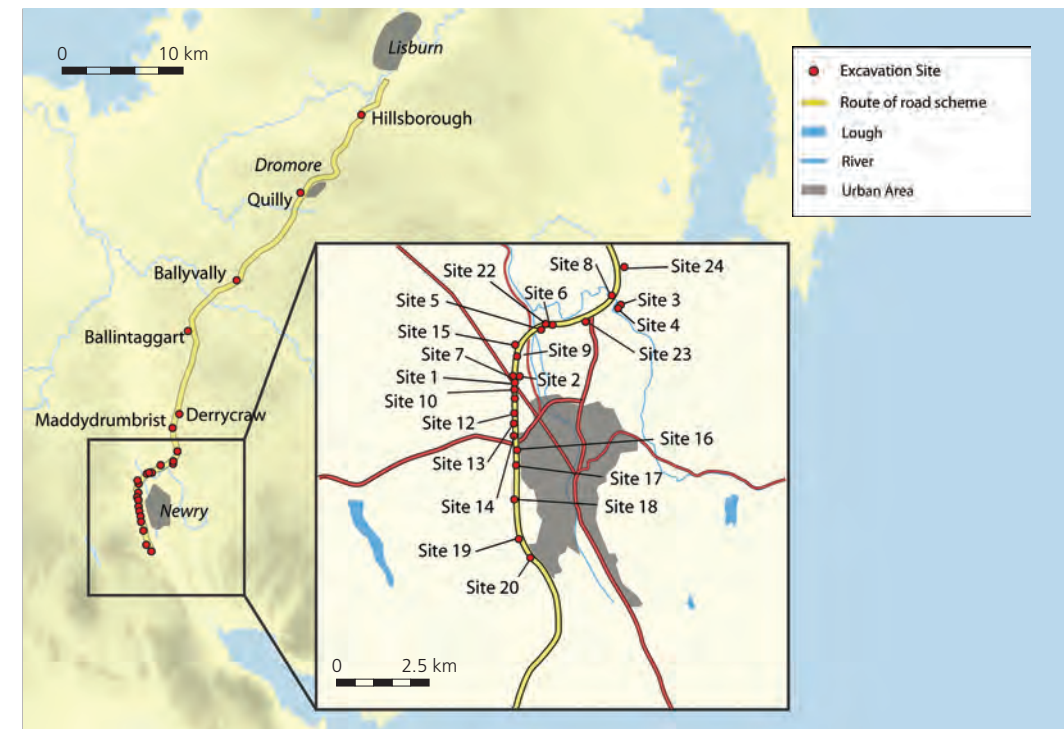 0 10 km
Lisburn
Hillsborough
Dromore
Quilly
Ballyvally
Ballintaggart
Maddydrumbrist
Derrycraw
Newry
Excavation Site
Route of road scheme
Lough
River
Urban Area
Site 8
Site 24
Site 22
Site 6
Site 3
Site 5
Site 4
Site 15
Site 9
Site 23
Site 7
Site 1
Site 2
Site 10
Site 12
Site 16
Site 13
Site 17
Site 14
Site 18
Site 19
Site 20
0 2.5 km